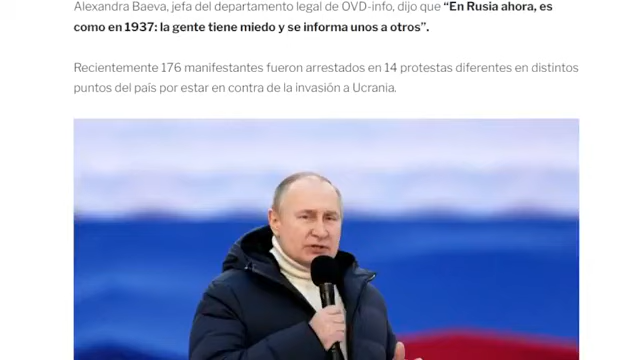 Alexandra Baeva, jefa del departamento legal de OVD-info, dijo que “En Rusia ahora, es
como en 1937: la gente tiene miedo y se informa unos a otros”.
Recientemente 176 manifestantes fueron arrestados en 14 protestas diferentes en distintos
puntos del país por estar en contra de la invasión a Ucrania.